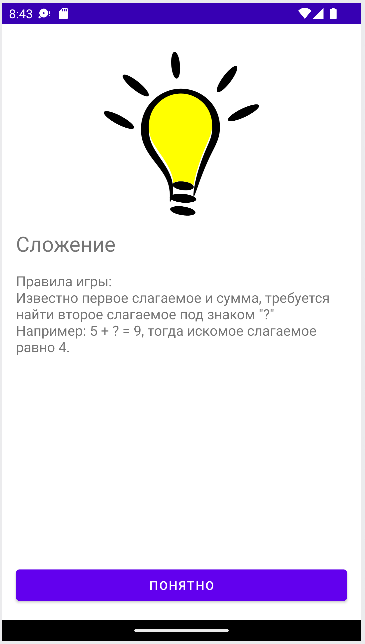 8:43
Сложение
Правила игры:
Известно первое слагаемое и сумма, требуется
найти второе слагаемое под знаком "?"
Например: 5 + ? = 9, тогда искомое слагаемое
равно 4.
ПОНЯТНО